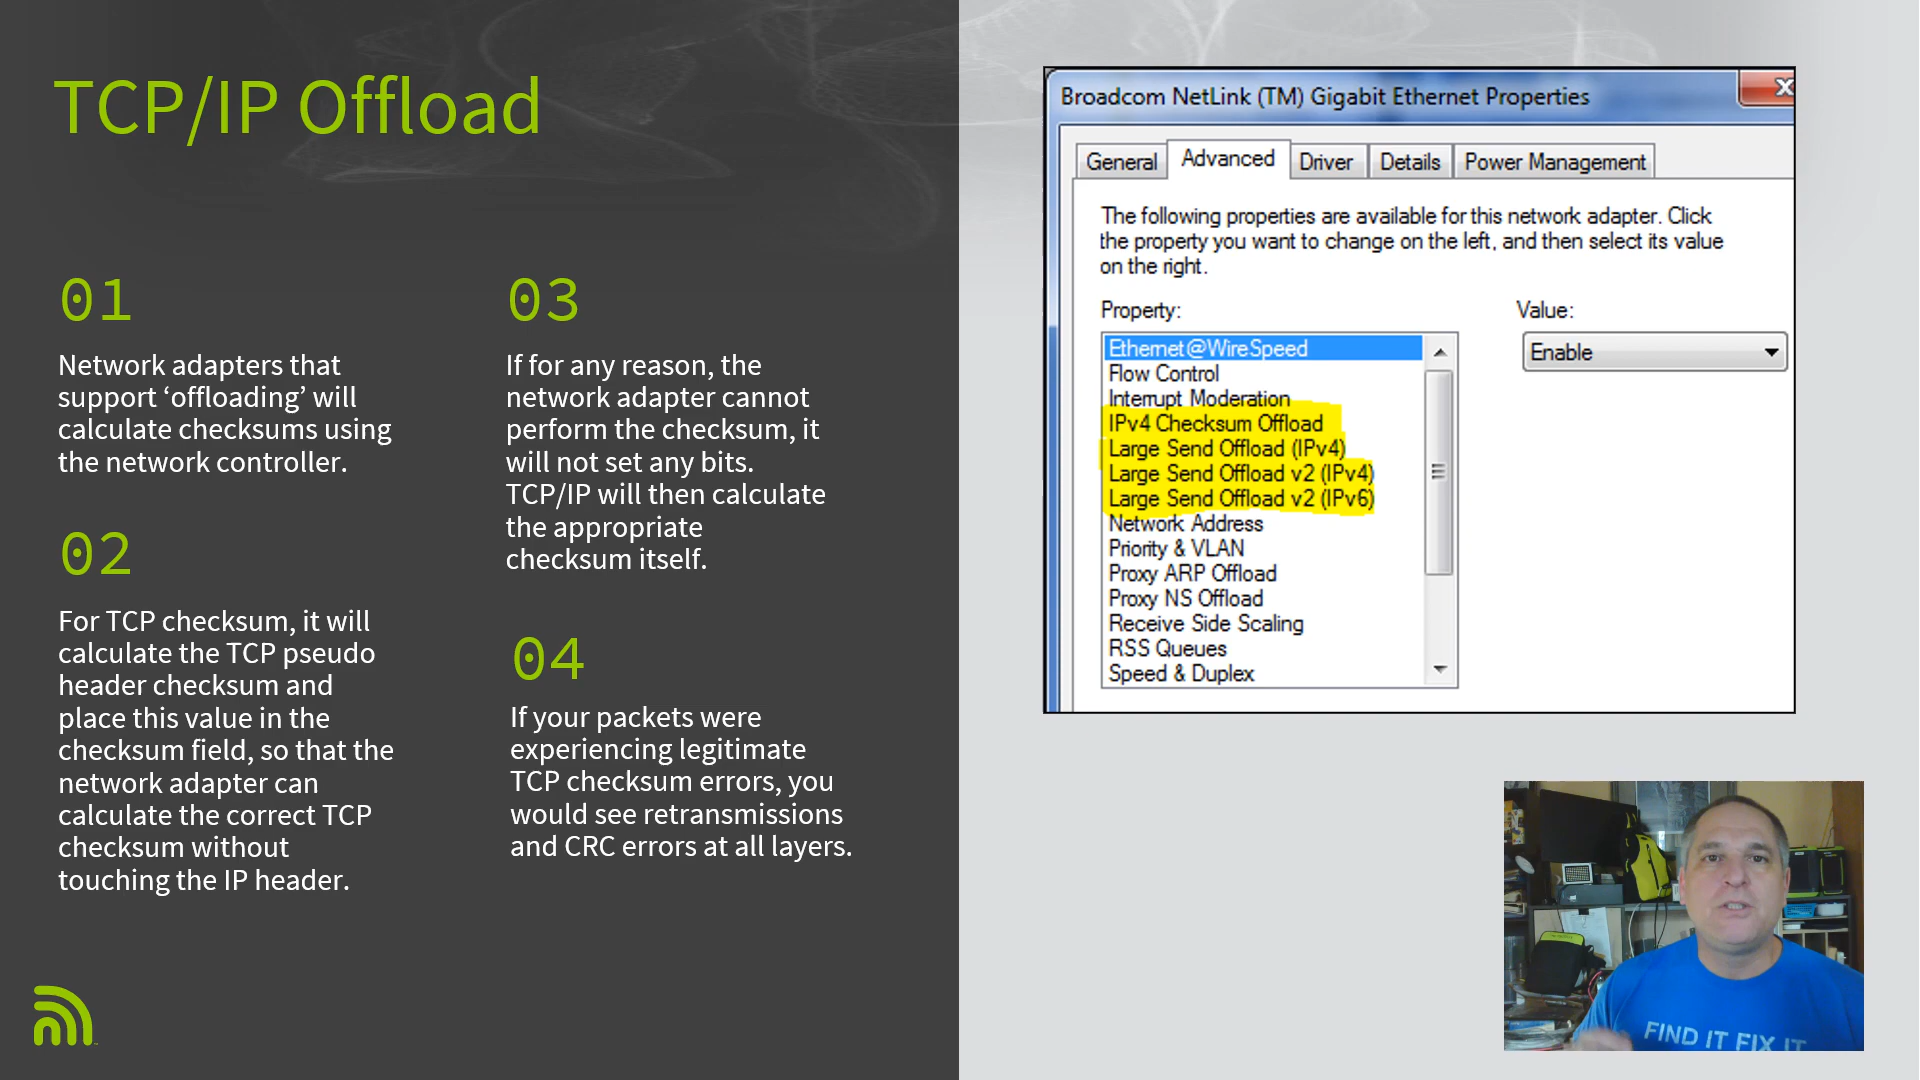 TCP/IP Offload
01
Network adapters that
support ‘offloading’ will
calculate checksums using
the network controller.
02
For TCP checksum, it will
calculate the TCP pseudo
header checksum and
place this value in the
checksum field, so that the
network adapter can
calculate the correct TCP
checksum without
touching the IP header.
03
If for any reason, the
network adapter cannot
perform the checksum, it
will not set any bits.
TCP/IP will then calculate
the appropriate
checksum itself.
04
If your packets were
experiencing legitimate
TCP checksum errors, you
would see retransmissions
and CRC errors at all layers.
Broadcom NetLink (TM) Gigabit Ethernet Properties
General Advanced Driver Details Power Management
The following properties are available for this network adapter. Click
the property you want to change on the left, and then select its value
on the right.
Property:
Value:
Ethernet@WireSpeed
Flow Control
Interrupt Moderation
IPv4 Checksum Offload
Large Send Offload (IPv4)
Large Send Offload v2 (IPv4)
Large Send Offload v2 (IPv6)
Network Address
Priority & VLAN
Proxy ARP Offload
Proxy NS Offload
Receive Side Scaling
RSS Queues
Speed & Duplex
Enable
FIND IT FIX IT